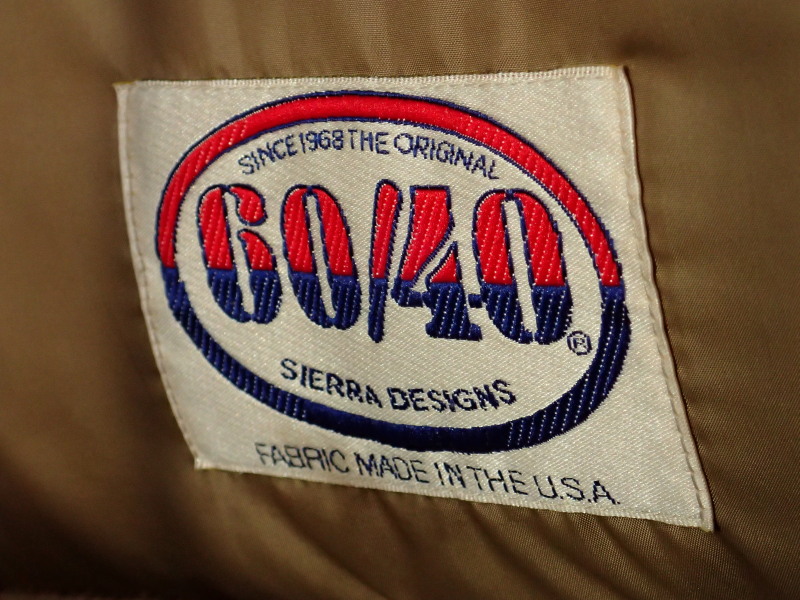 SINCE 1968 THE ORIGINAL
60/40®
SIERRA DESIGNS
FABRIC MADE IN THE U.S.A.